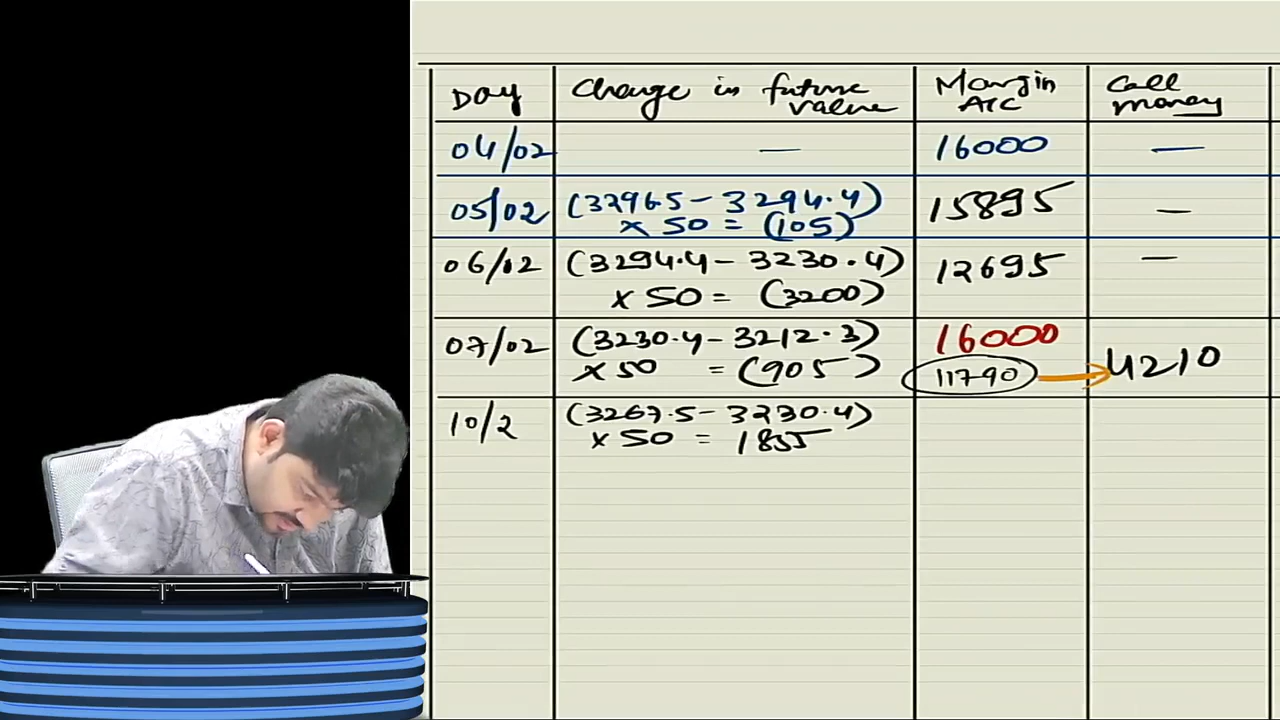 Day Change in future value Margin A/C Call money
04/02 — 16000 —
05/02 (3296.5 - 3294.4) × 50 = (105) 15895 —
06/02 (3294.4 - 3230.4) × 50 = (3200) 12695 —
07/02 (3230.4 - 3212.3) × 50 = (905) 16000 11790 → 4210
10/2 (3267.5 - 3230.4) × 50 = 1855